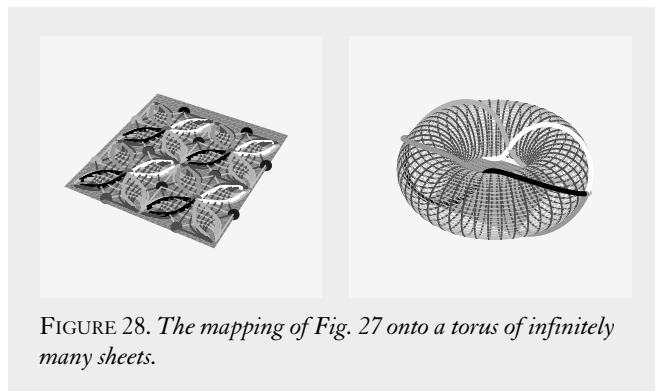 FIGURE 28. The mapping of Fig. 27 onto a torus of infinitely
many sheets.